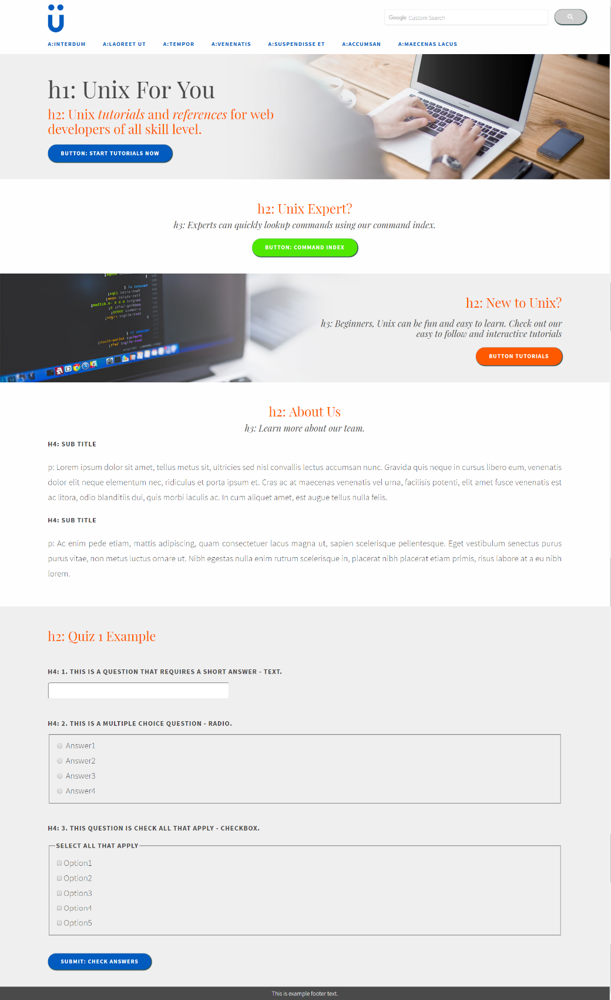 Ü
Google Custom Search
A:INTERDUM A:LAOREET UT A:TEMPOR A:VENENATIS A:SUSPENDISSE ET A:ACCUMSAN A:MAECENAS LACUS
h1: Unix For You
h2: Unix tutorials and references for web
developers of all skill level.
BUTTON: START TUTORIALS NOW
h2: Unix Expert?
h3: Experts can quickly lookup commands using our command index.
BUTTON: COMMAND INDEX
h2: New to Unix?
h3: Beginners, Unix can be fun and easy to learn. Check out our
easy to follow and interactive tutorials
BUTTON TUTORIALS
h2: About Us
h3: Learn more about our team.
H4: SUB TITLE
p: Lorem ipsum dolor sit amet, tellus metus sit, ultricies sed nisl convallis lectus accumsan nunc. Gravida quis neque in cursus libero eum, venenatis
dolor elit neque elementum nec, ridiculus et porta ipsum et. Cras ac at maecenas venenatis vel urna, facilisis potenti, elit amet fusce venenatis est
ac litora, odio blanditiis dui, quis morbi iaculis ac. In cum aliquet amet, est augue tellus nulla felis.
H4: SUB TITLE
p: Ac enim pede etiam, mattis adipiscing, quam consectetuer lacus magna ut, sapien scelerisque pellentesque. Eget vestibulum senectus purus
purus vitae, non metus luctus ornare ut. Nibh egestas nulla enim rutrum scelerisque in, placerat nibh placerat etiam primis, risus labore at a eu nibh
lorem.
h2: Quiz 1 Example
H4: 1. THIS IS A QUESTION THAT REQUIRES A SHORT ANSWER - TEXT.
H4: 2. THIS IS A MULTIPLE CHOICE QUESTION - RADIO.
Answer1
Answer2
Answer3
Answer4
H4: 3. THIS QUESTION IS CHECK ALL THAT APPLY - CHECKBOX.
SELECT ALL THAT APPLY
Option1
Option2
Option3
Option4
Option5
SUBMIT: CHECK ANSWERS
This is example footer text.